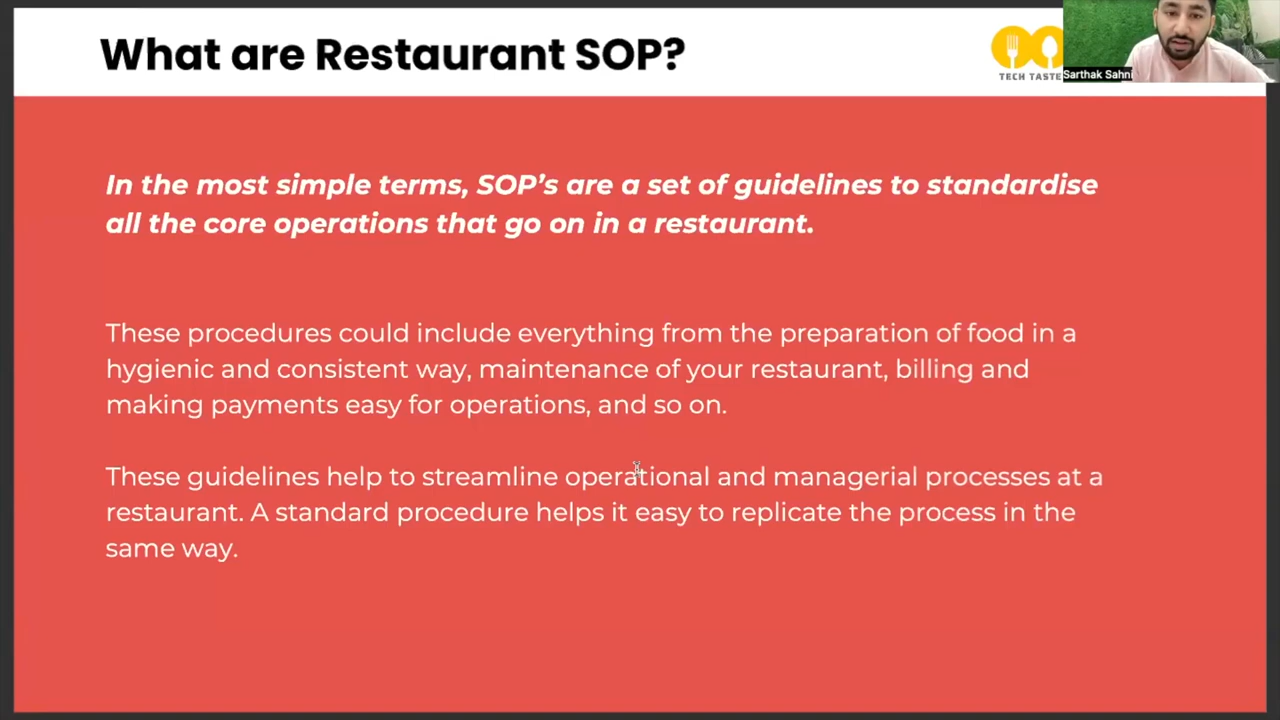 What are Restaurant SOP?
TECH TASTE
Sarthak Sahni
In the most simple terms, SOP's are a set of guidelines to standardise
all the core operations that go on in a restaurant.
These procedures could include everything from the preparation of food in a
hygienic and consistent way, maintenance of your restaurant, billing and
making payments easy for operations, and so on.
These guidelines help to streamline operational and managerial processes at a
restaurant. A standard procedure helps it easy to replicate the process in the
same way.